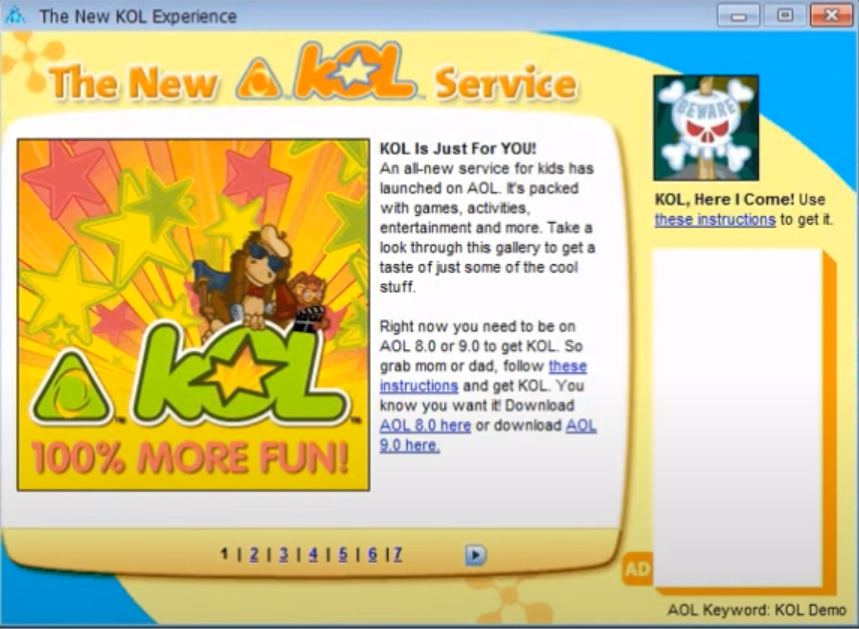 The New KOL Experience
The New KOL™ Service
KOL Is Just For YOU!
An all-new service for kids has
launched on AOL. It's packed
with games, activities,
entertainment and more. Take a
look through this gallery to get a
taste of just some of the cool
stuff.
Right now you need to be on
AOL 8.0 or 9.0 to get KOL. So
grab mom or dad, follow these
instructions and get KOL. You
know you want it! Download
AOL 8.0 here or download AOL
9.0 here.
KOL™
100% MORE FUN!
BEWARE
KOL, Here I Come! Use
these instructions to get it.
1 | 2 | 3 | 4 | 5 | 6 | 7
AD
AOL Keyword: KOL Demo